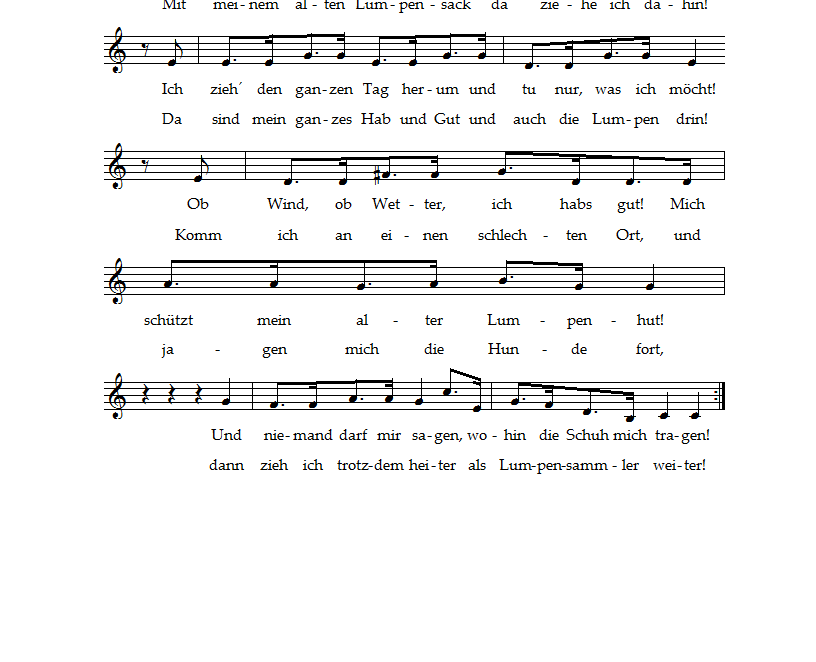 Mit mei - nem al - ten Lum - pen - sack da zie - he ich da - hin!
Ich zieh´ den gan - zen Tag her - um und tu nur, was ich möcht!
Da sind mein gan - zes Hab und Gut und auch die Lum - pen drin!
Ob Wind, ob Wet - ter, ich habs gut! Mich
Komm ich an ei - nen schlech - ten Ort, und
schützt mein al - ter Lum - pen - hut!
ja - gen mich die Hun - de fort,
Und nie - mand darf mir sa - gen, wo - hin die Schuh mich tra - gen!
dann zieh ich trotz - dem hei - ter als Lum - pen - samm - ler wei - ter!